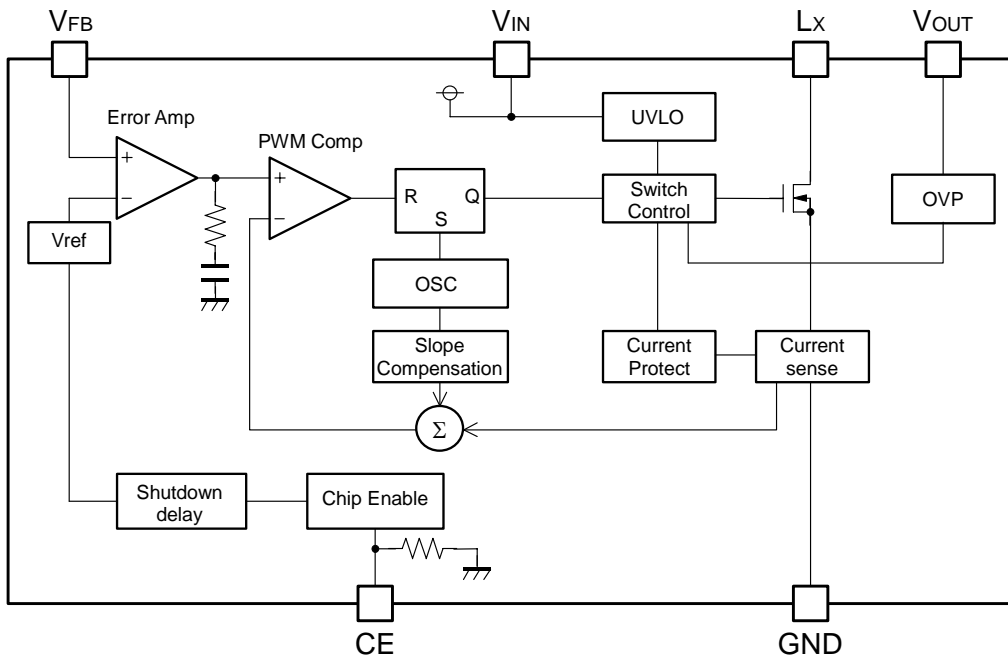 VFB
VIN
LX
VOUT
Error Amp
PWM Comp
UVLO
+
−
+
−
R
Q
S
Switch
Control
OVP
Vref
OSC
Slope
Compensation
Current
Protect
Current
sense
Σ
Shutdown
delay
Chip Enable
CE
GND